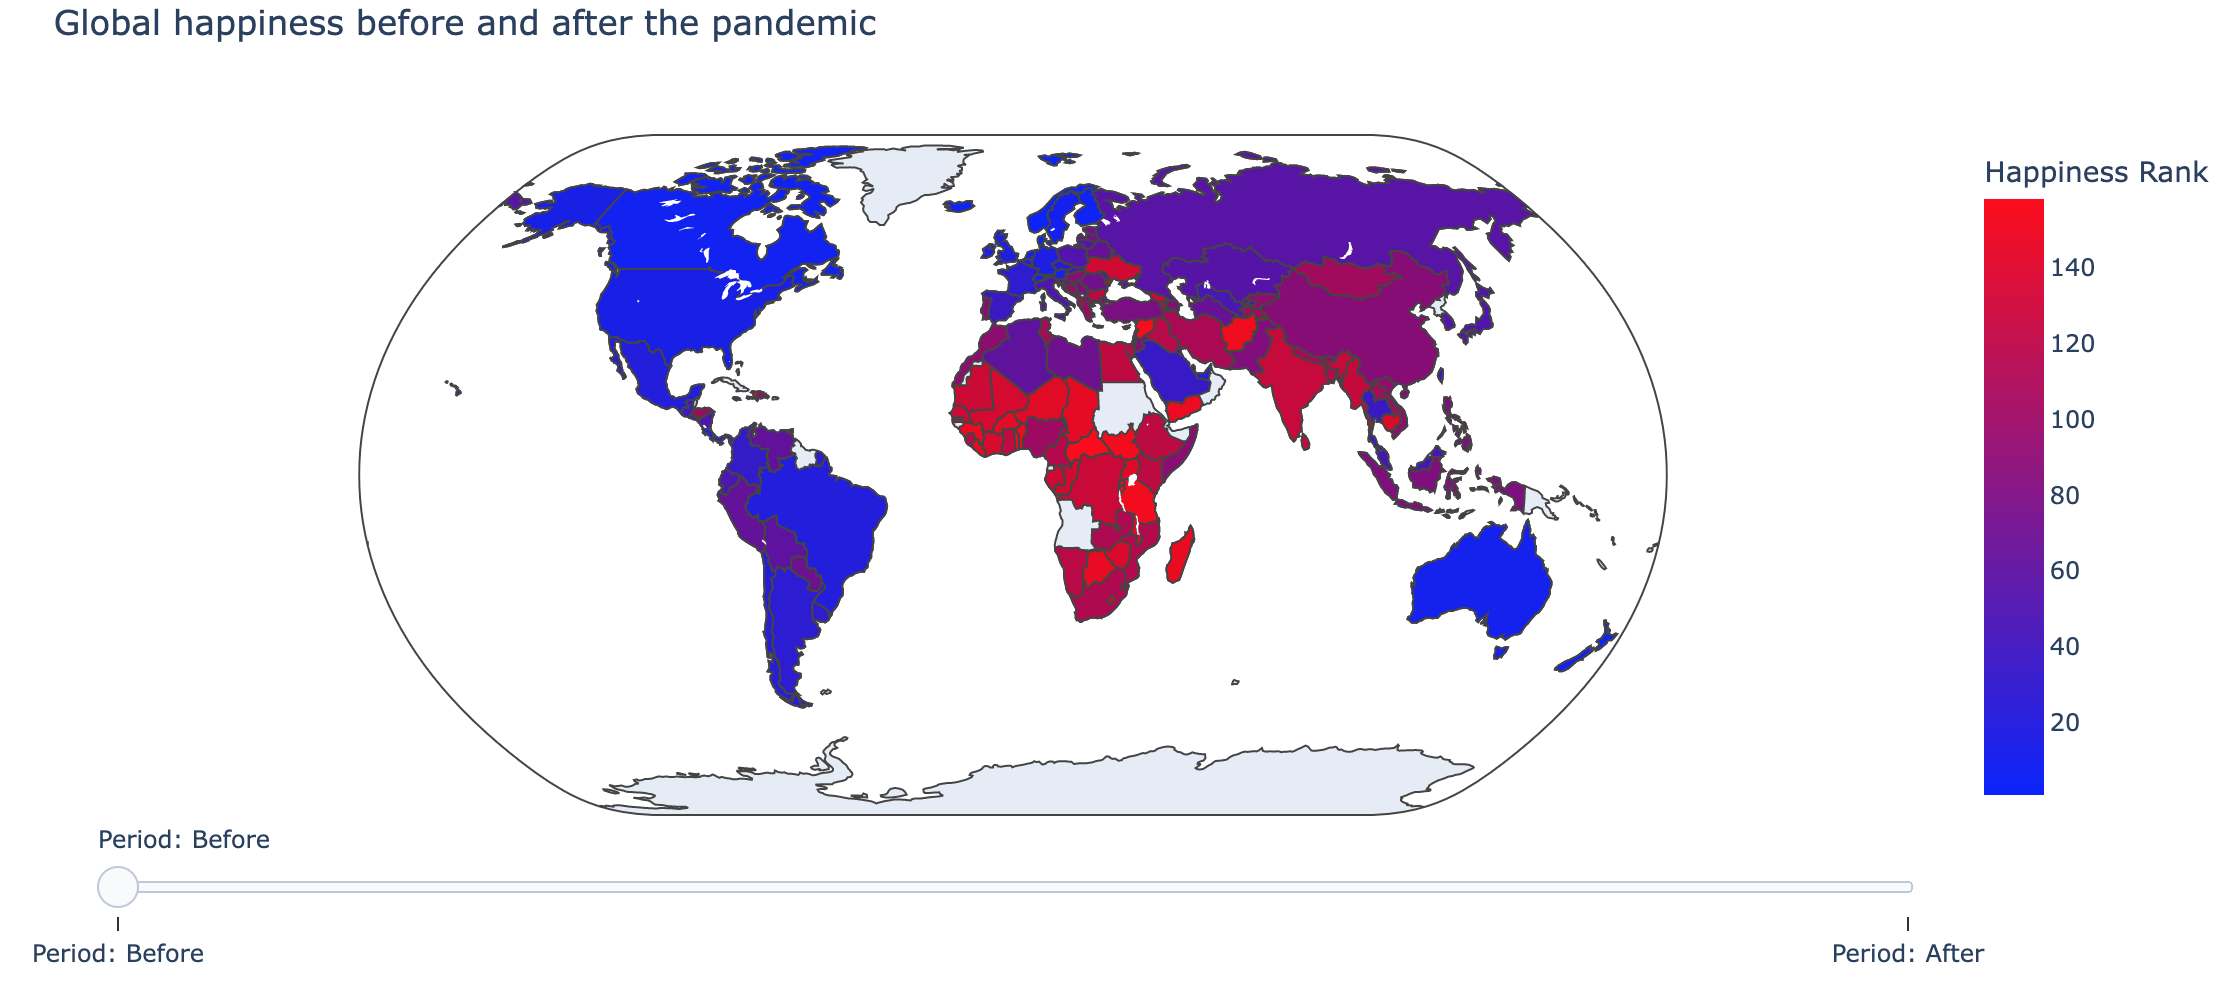 Global happiness before and after the pandemic
Happiness Rank
140
120
100
80
60
40
20
Period: Before
Period: Before
Period: After